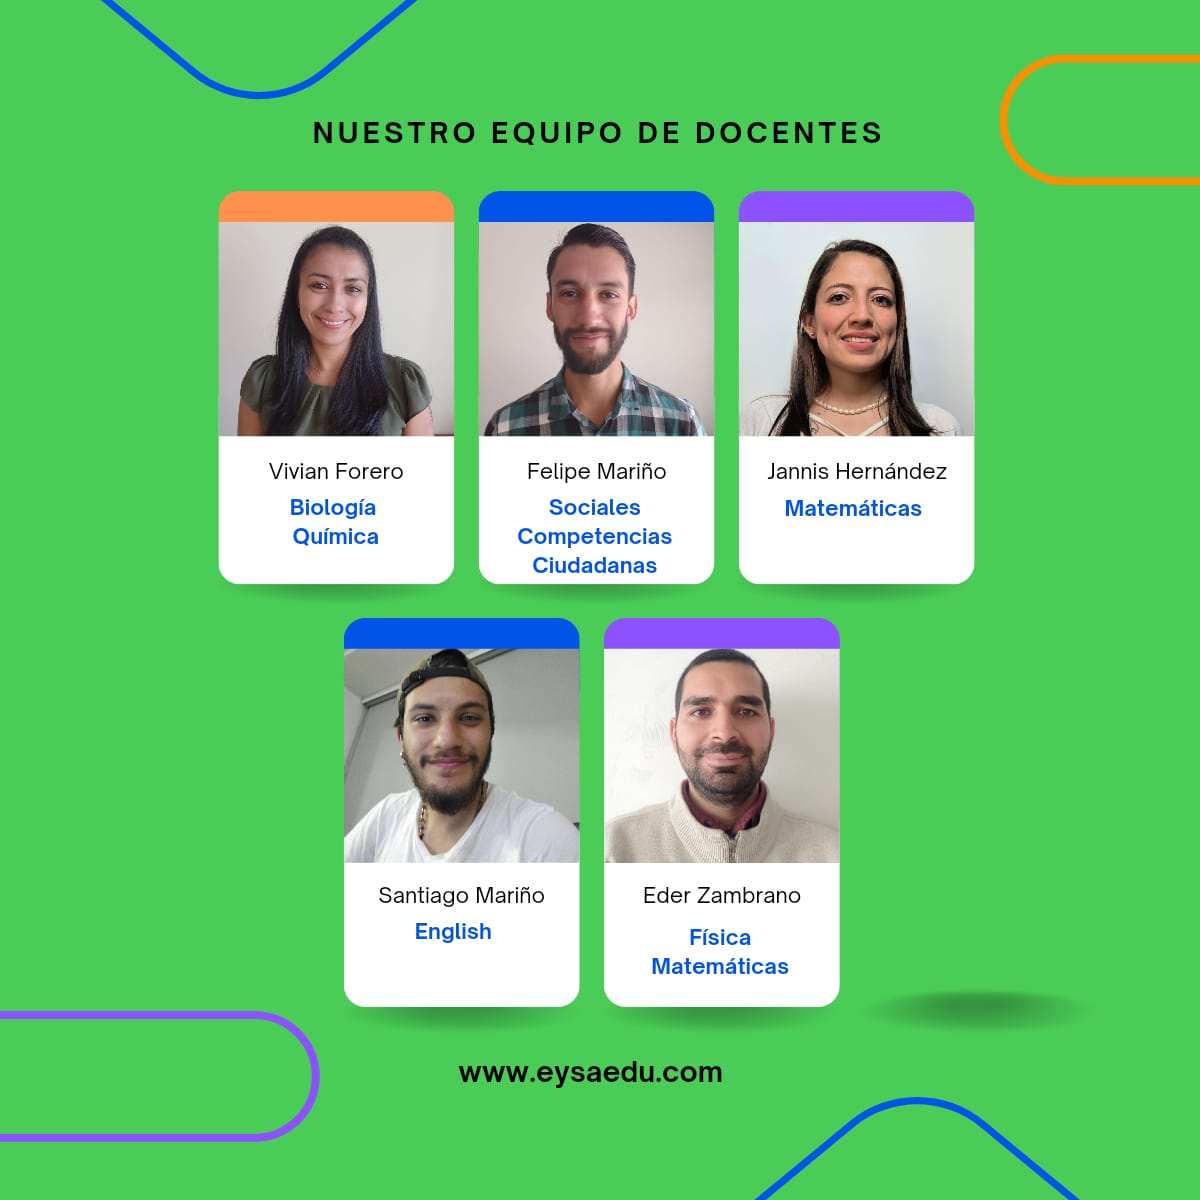 NUESTRO EQUIPO DE DOCENTES
Vivian Forero
Biología
Química
Felipe Mariño
Sociales
Competencias
Ciudadanas
Jannis Hernández
Matemáticas
Santiago Mariño
English
Eder Zambrano
Física
Matemáticas
www.eysaedu.com